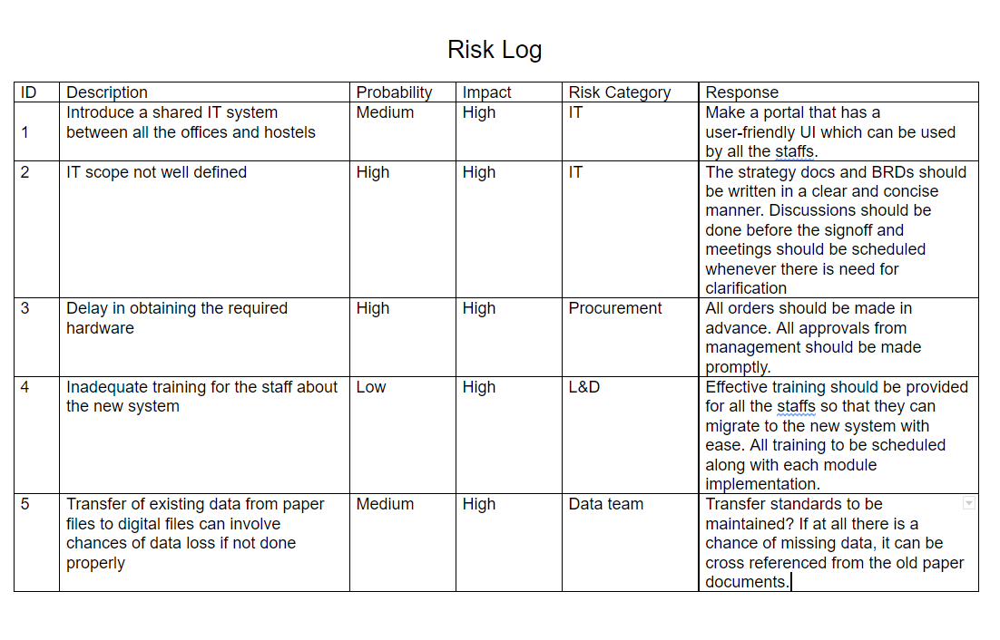 Risk Log
ID Description Probability Impact Risk Category Response
1 Introduce a shared IT system Medium High IT Make a portal that has a
between all the offices and hostels user-friendly UI which can be used
by all the staffs.
2 IT scope not well defined High High IT The strategy docs and BRDs should
be written in a clear and concise
manner. Discussions should be
done before the signoff and
meetings should be scheduled
whenever there is need for
clarification
3 Delay in obtaining the required High High Procurement All orders should be made in
hardware advance. All approvals from
management should be made
promptly.
4 Inadequate training for the staff about Low High L&D Effective training should be provided
the new system for all the staffs so that they can
migrate to the new system with
ease. All training to be scheduled
along with each module
implementation.
5 Transfer of existing data from paper Medium High Data team Transfer standards to be
files to digital files can involve maintained? If at all there is a
chances of data loss if not done chance of missing data, it can be
properly cross referenced from the old paper
documents.